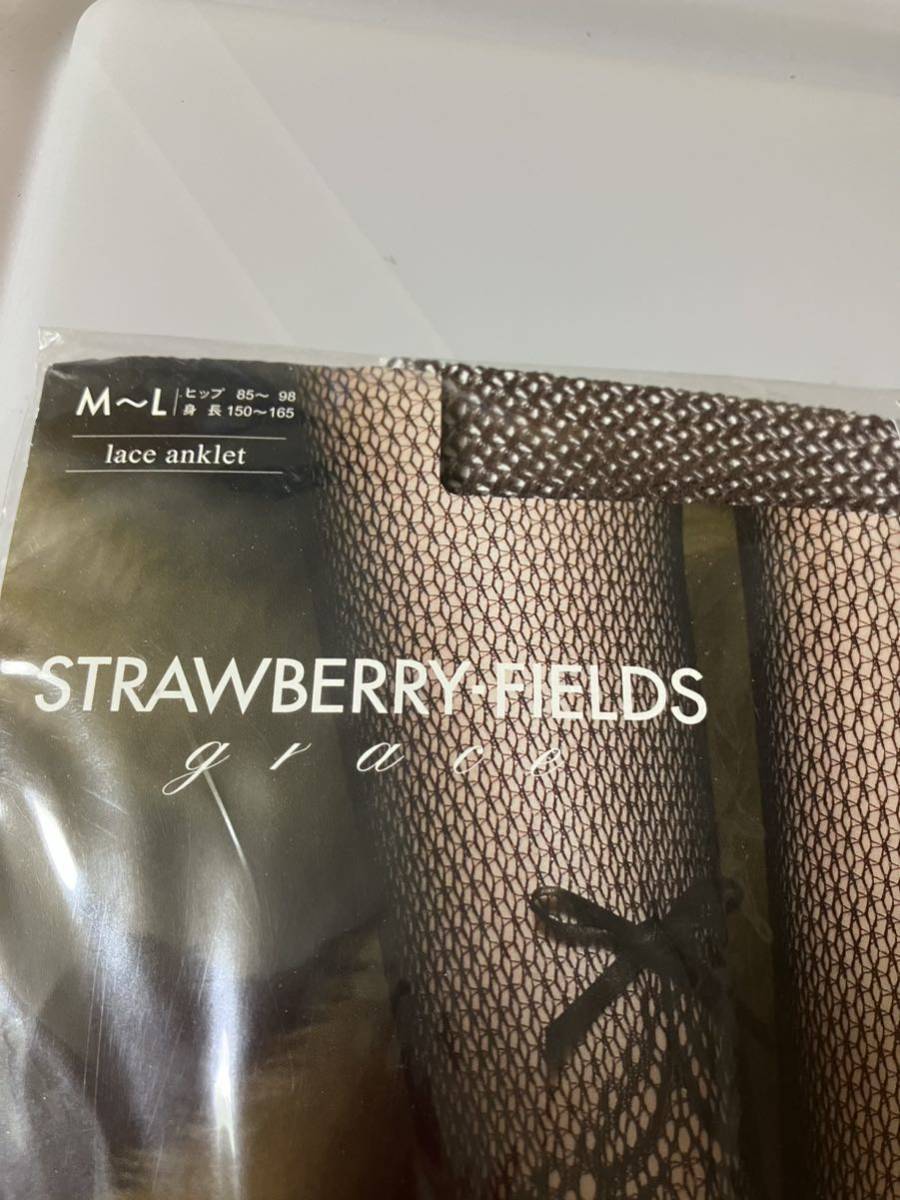 M～L ヒップ 85～ 98
身 長 150～165
lace anklet
STRAWBERRY·FIELDS
grace